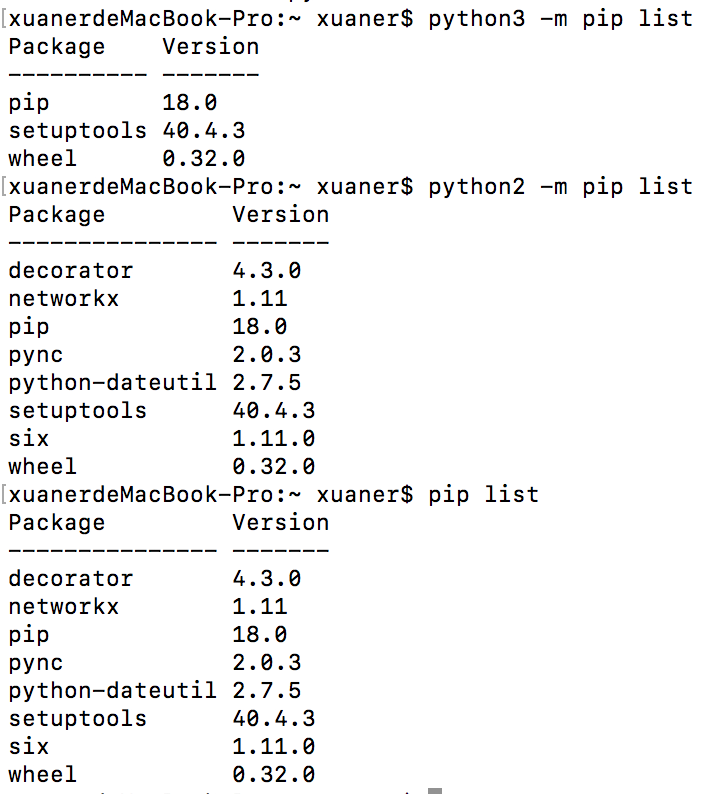 [xuanerdeMacBook-Pro:~ xuaner$ python3 -m pip list
Package    Version
---------- -------
pip        18.0
setuptools 40.4.3
wheel      0.32.0
[xuanerdeMacBook-Pro:~ xuaner$ python2 -m pip list
Package         Version
--------------- -------
decorator       4.3.0
networkx        1.11
pip             18.0
pync            2.0.3
python-dateutil 2.7.5
setuptools      40.4.3
six             1.11.0
wheel           0.32.0
[xuanerdeMacBook-Pro:~ xuaner$ pip list
Package         Version
--------------- -------
decorator       4.3.0
networkx        1.11
pip             18.0
pync            2.0.3
python-dateutil 2.7.5
setuptools      40.4.3
six             1.11.0
wheel           0.32.0